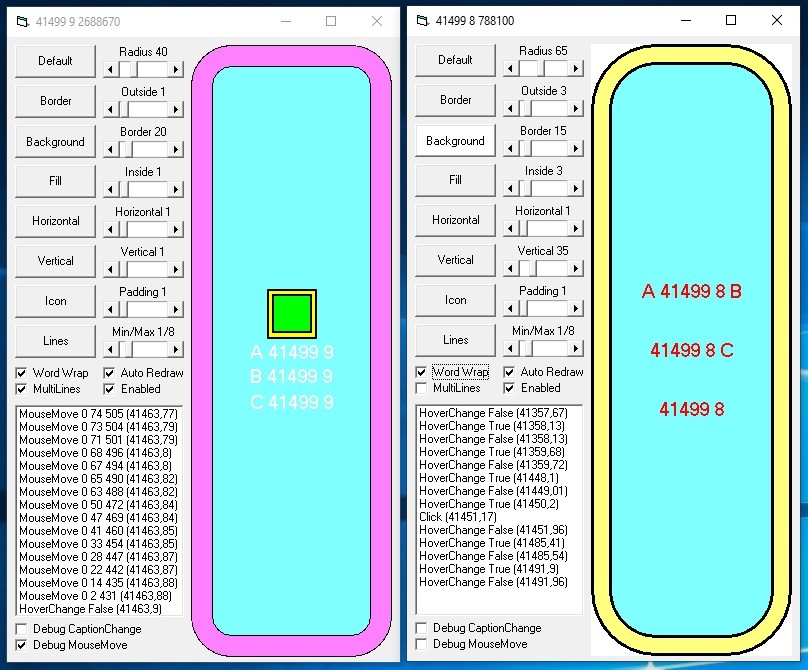 41499 9 2688670
Default
Radius 40
Border
Outside 1
Background
Border 20
Fill
Inside 1
Horizontal
Horizontal 1
Vertical
Vertical 1
Icon
Padding 1
Lines
Min/Max 1/8
Word Wrap
Auto Redraw
MultiLines
Enabled
MouseMove 0 74 505 (41463,77)
MouseMove 0 73 504 (41463,79)
MouseMove 0 71 501 (41463,79)
MouseMove 0 68 496 (41463,8)
MouseMove 0 67 494 (41463,8)
MouseMove 0 65 490 (41463,82)
MouseMove 0 63 488 (41463,82)
MouseMove 0 50 472 (41463,84)
MouseMove 0 47 469 (41463,84)
MouseMove 0 41 460 (41463,85)
MouseMove 0 33 454 (41463,85)
MouseMove 0 28 447 (41463,87)
MouseMove 0 22 442 (41463,87)
MouseMove 0 14 435 (41463,88)
MouseMove 0 2 431 (41463,88)
HoverChange False (41463,9)
Debug CaptionChange
Debug MouseMove
A 41499 9
B 41499 9
C 41499 9
41499 8 788100
Default
Radius 65
Border
Outside 3
Background
Border 15
Fill
Inside 3
Horizontal
Horizontal 1
Vertical
Vertical 35
Icon
Padding 1
Lines
Min/Max 1/8
Word Wrap
Auto Redraw
MultiLines
Enabled
HoverChange False (41357,67)
HoverChange True (41358,13)
HoverChange False (41358,13)
HoverChange True (41359,68)
HoverChange False (41359,72)
HoverChange True (41448,1)
HoverChange False (41449,01)
HoverChange True (41450,2)
Click (41451,17)
HoverChange False (41451,96)
HoverChange True (41485,41)
HoverChange False (41485,54)
HoverChange True (41491,9)
HoverChange False (41491,96)
Debug CaptionChange
Debug MouseMove
A 41499 8 B
41499 8 C
41499 8